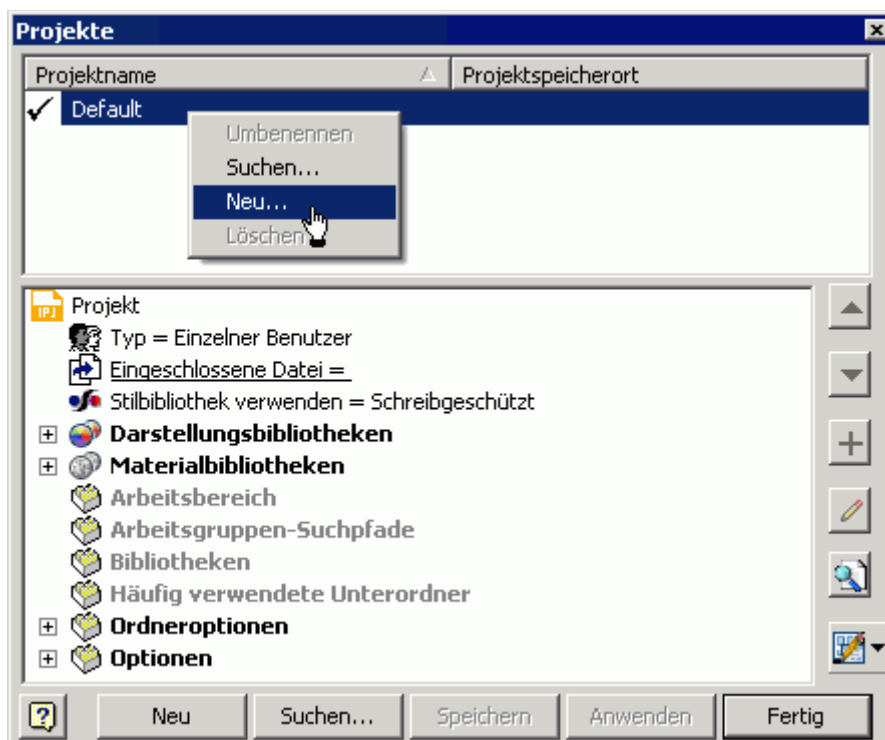 Projekte
Projektname Projektspeicherort
Default
Umbenennen
Suchen...
Neu...
Löschen
IPJ Projekt
Typ = Einzelner Benutzer
Eingeschlossene Datei =
Stilbibliothek verwenden = Schreibgeschützt
Darstellungsbibliotheken
Materialbibliotheken
Arbeitsbereich
Arbeitsgruppen-Suchpfade
Bibliotheken
Häufig verwendete Unterordner
Ordneroptionen
Optionen
Neu Suchen... Speichern Anwenden Fertig